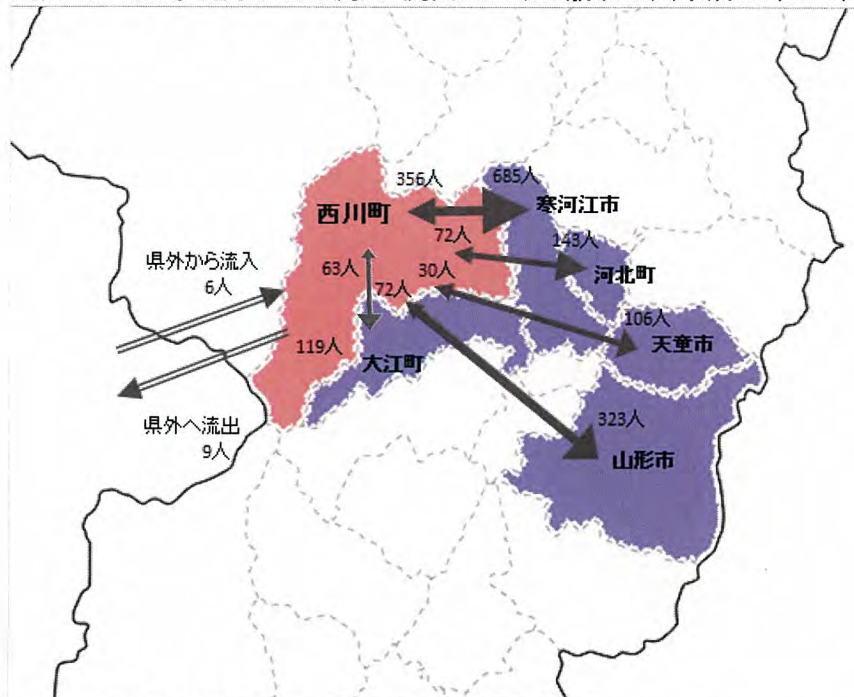 356人
685人
西川町
寒河江市
72人
143人
河北町
県外から流入
6人
63人
30人
72人
106人
天童市
119人
大江町
県外へ流出
9人
323人
山形市